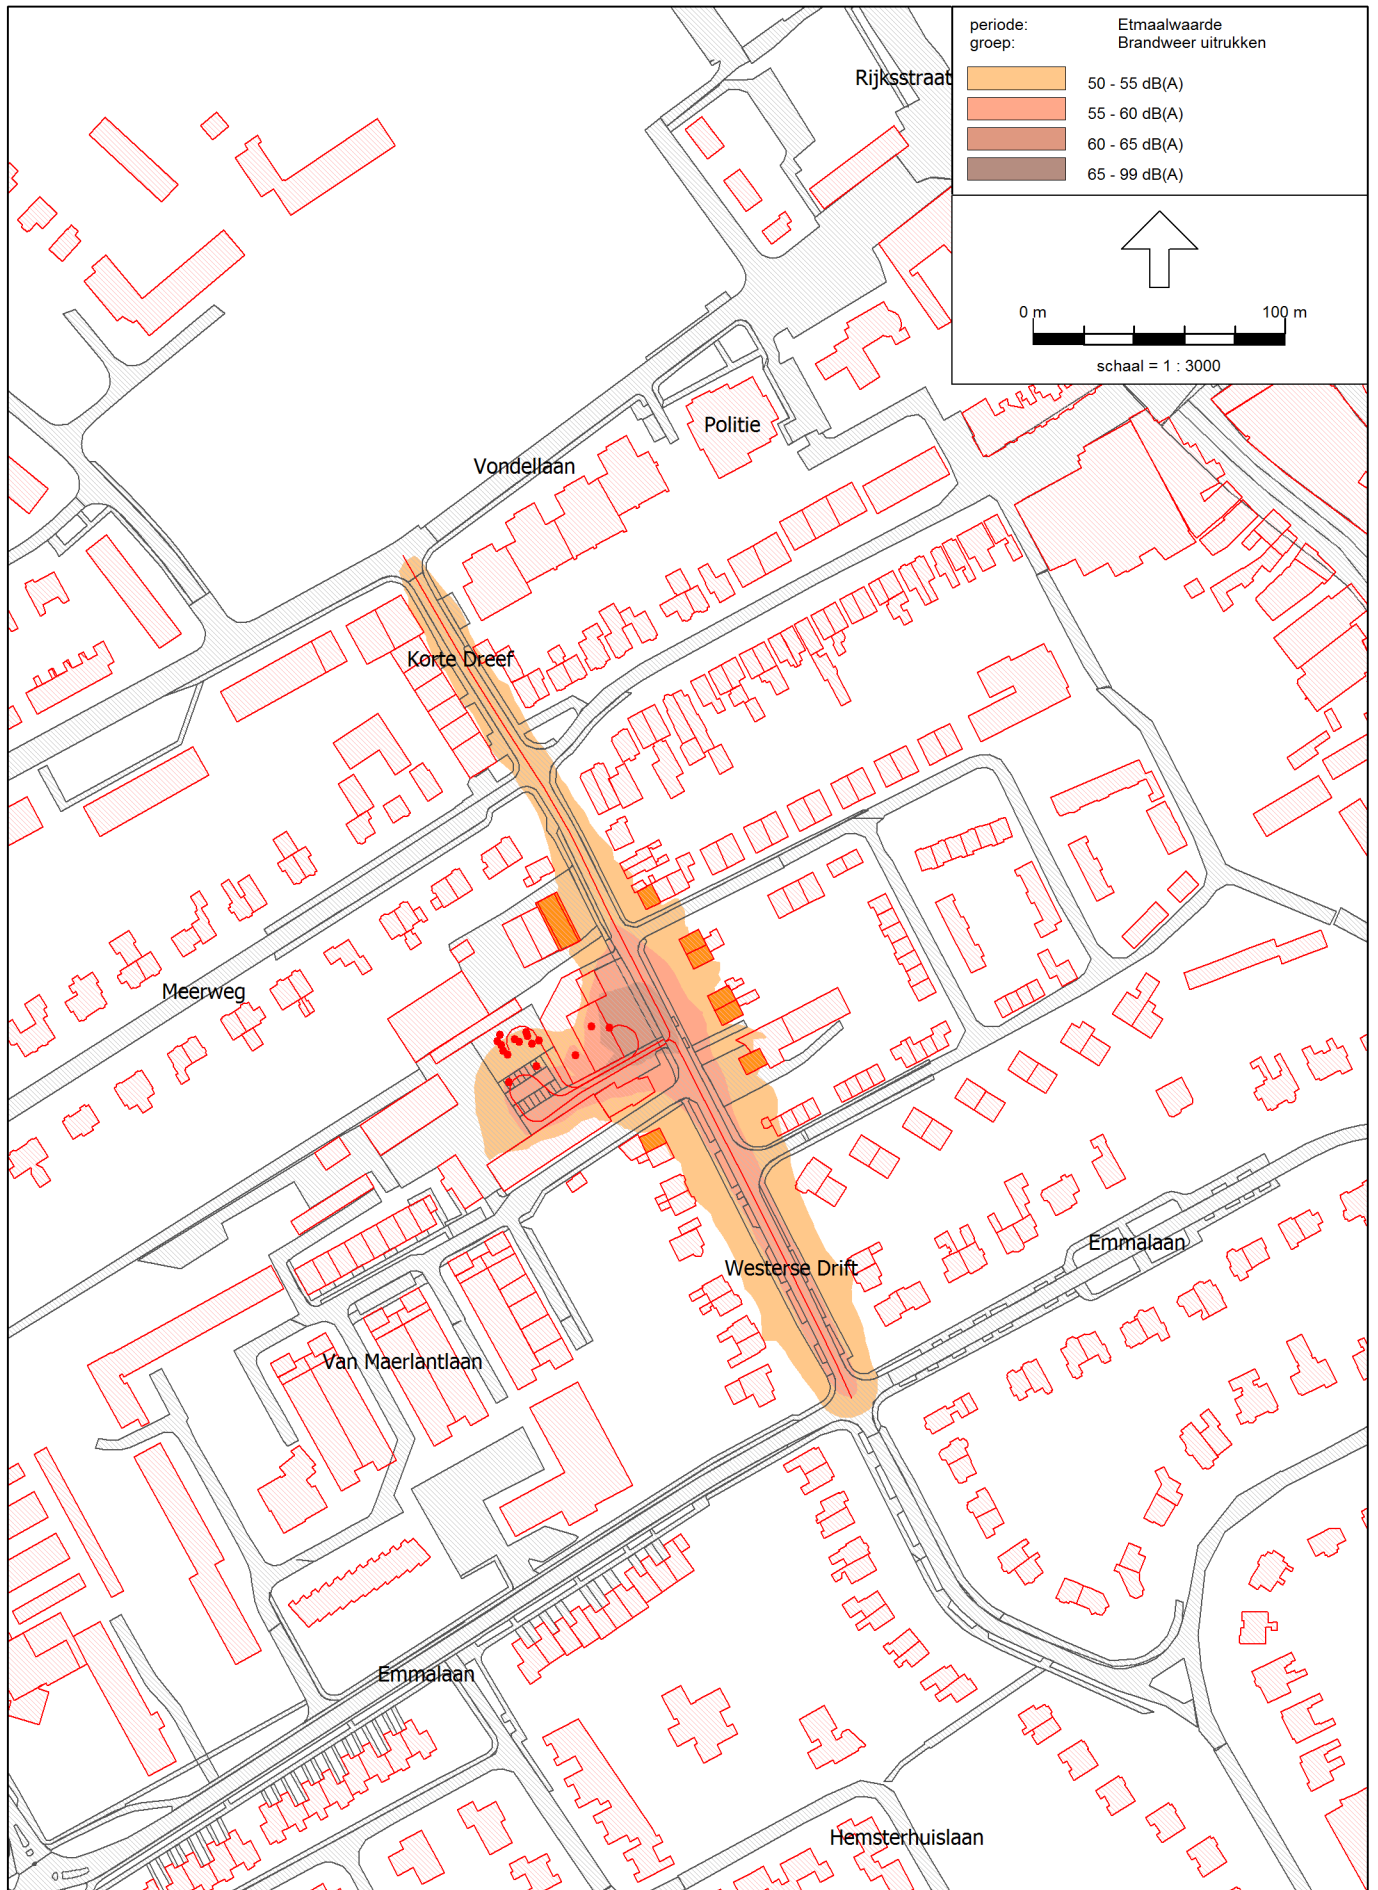 periode: Etmaalwaarde
groep: Brandweer uitrukken
50 - 55 dB(A)
55 - 60 dB(A)
60 - 65 dB(A)
65 - 99 dB(A)
0 m 100 m
schaal = 1 : 3000
Rijksstraat
Politie
Vondellaan
Korte Dreef
Meerweg
Emmalaan
Westerse Drift
Van Maerlantlaan
Emmalaan
Hemsterhuislaan